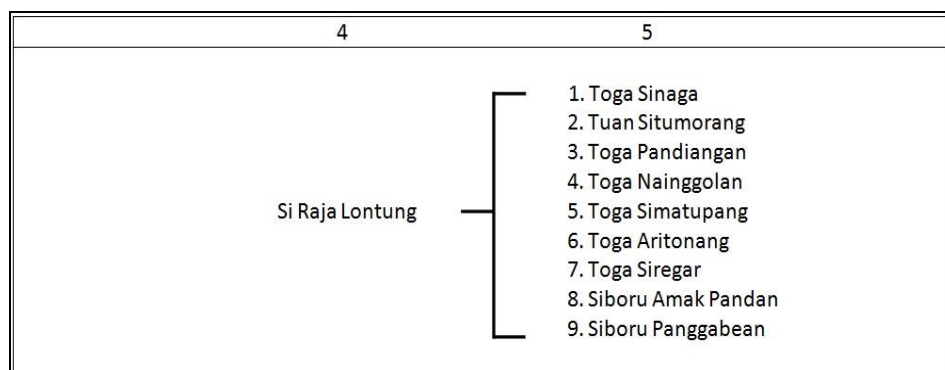 4 5
1. Toga Sinaga
2. Tuan Situmorang
3. Toga Pandiangan
4. Toga Nainggolan
Si Raja Lontung
5. Toga Simatupang
6. Toga Aritonang
7. Toga Siregar
8. Siboru Amak Pandan
9. Siboru Panggabean